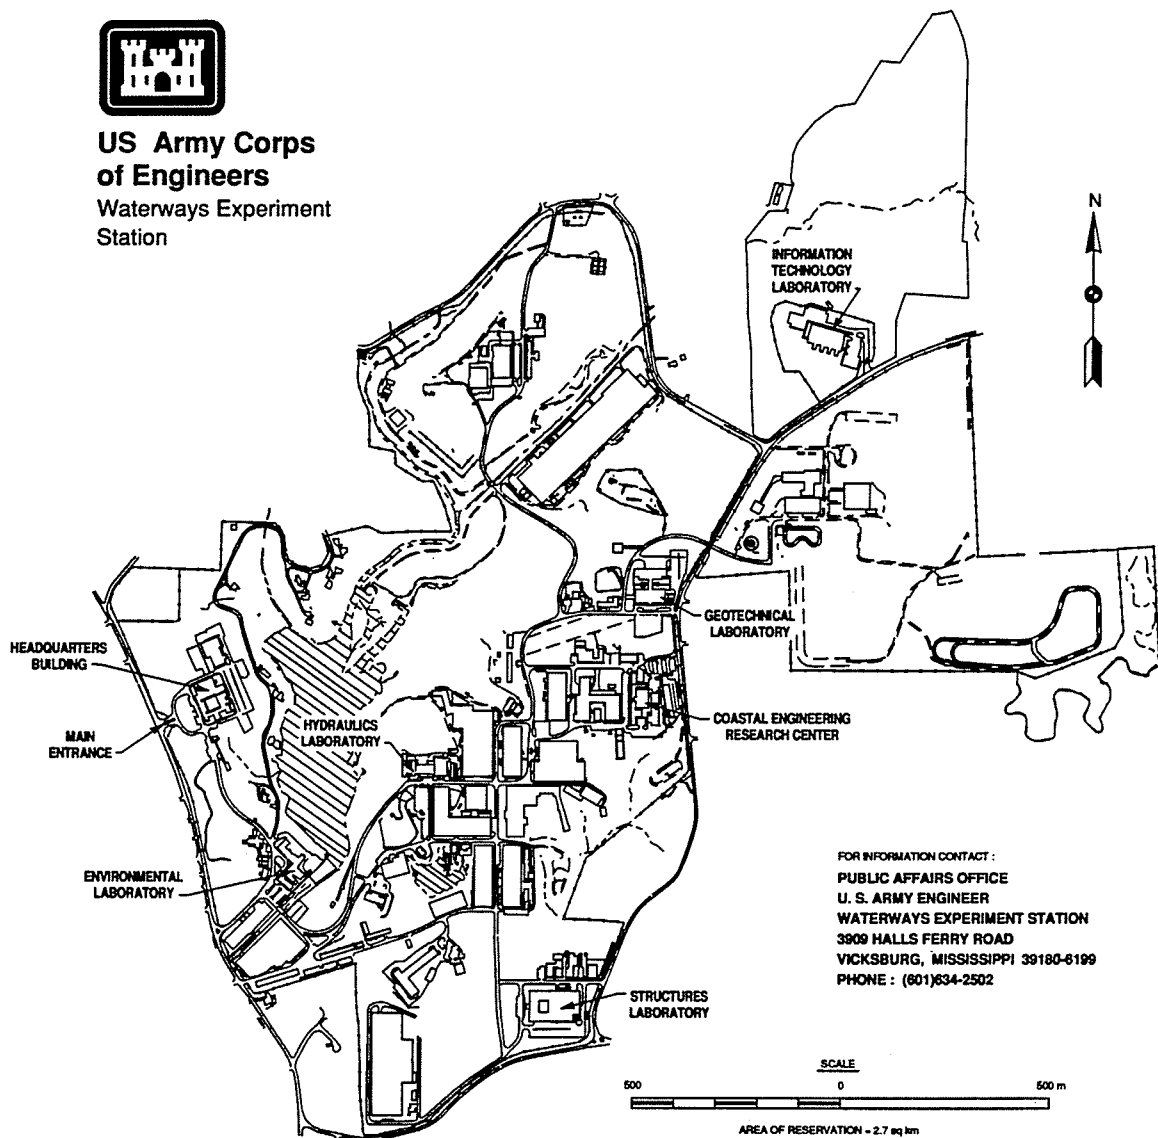 US Army Corps
of Engineers
Waterways Experiment
Station
N
INFORMATION
TECHNOLOGY
LABORATORY
GEOTECHNICAL
LABORATORY
HEADQUARTERS
BUILDING
MAIN
ENTRANCE
HYDRAULICS
LABORATORY
COASTAL ENGINEERING
RESEARCH CENTER
ENVIRONMENTAL
LABORATORY
STRUCTURES
LABORATORY
FOR INFORMATION CONTACT :
PUBLIC AFFAIRS OFFICE
U. S. ARMY ENGINEER
WATERWAYS EXPERIMENT STATION
3909 HALLS FERRY ROAD
VICKSBURG, MISSISSIPPI 39180-6199
PHONE : (601)634-2502
SCALE
500 0 500 m
AREA OF RESERVATION = 2.7 sq km